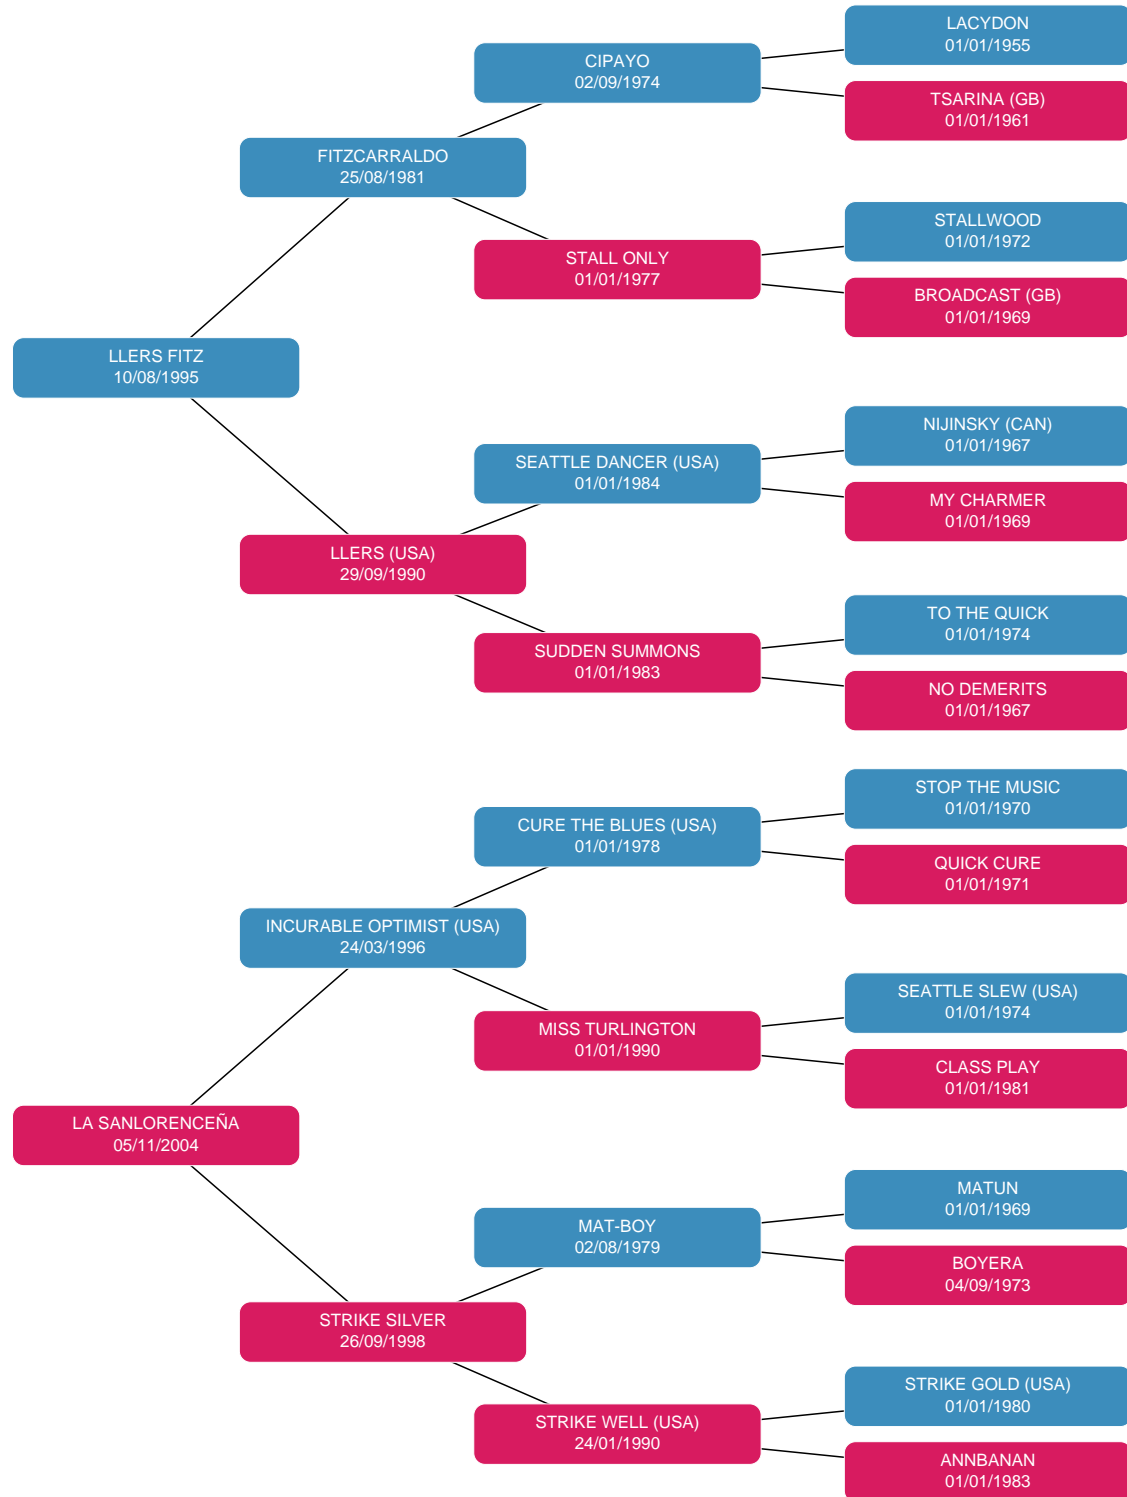 LACYDON
01/01/1955
CIPAYO
02/09/1974
TSARINA (GB)
01/01/1961
FITZCARRALDO
25/08/1981
STALLWOOD
01/01/1972
STALL ONLY
01/01/1977
BROADCAST (GB)
01/01/1969
LLERS FITZ
10/08/1995
NIJINSKY (CAN)
01/01/1967
SEATTLE DANCER (USA)
01/01/1984
MY CHARMER
01/01/1969
LLERS (USA)
29/09/1990
TO THE QUICK
01/01/1974
SUDDEN SUMMONS
01/01/1983
NO DEMERITS
01/01/1967
STOP THE MUSIC
01/01/1970
CURE THE BLUES (USA)
01/01/1978
QUICK CURE
01/01/1971
INCURABLE OPTIMIST (USA)
24/03/1996
SEATTLE SLEW (USA)
01/01/1974
MISS TURLINGTON
01/01/1990
CLASS PLAY
01/01/1981
LA SANLORENCEÑA
05/11/2004
MATUN
01/01/1969
MAT-BOY
02/08/1979
BOYERA
04/09/1973
STRIKE SILVER
26/09/1998
STRIKE GOLD (USA)
01/01/1980
STRIKE WELL (USA)
24/01/1990
ANNBANAN
01/01/1983